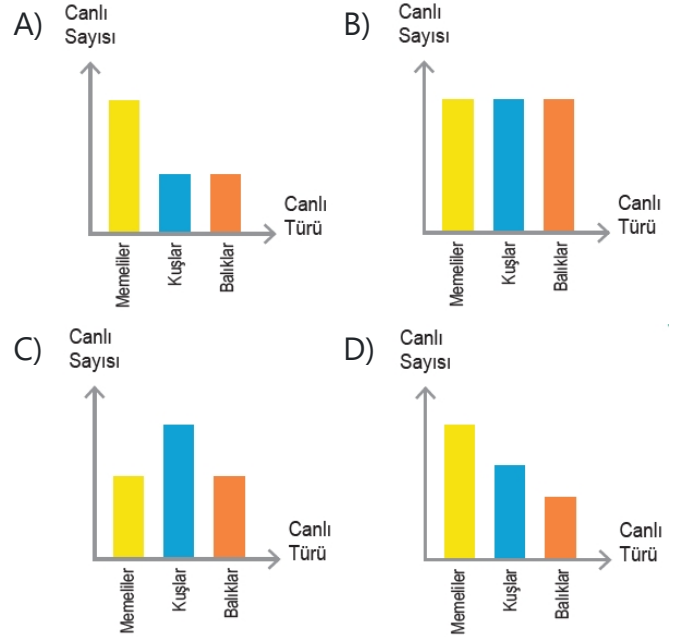 A)
Canlı
Sayısı
Canlı
Türü
Memeliler
Kuşlar
Balıklar
B)
Canlı
Sayısı
Canlı
Türü
Memeliler
Kuşlar
Balıklar
C)
Canlı
Sayısı
Canlı
Türü
Memeliler
Kuşlar
Balıklar
D)
Canlı
Sayısı
Canlı
Türü
Memeliler
Kuşlar
Balıklar